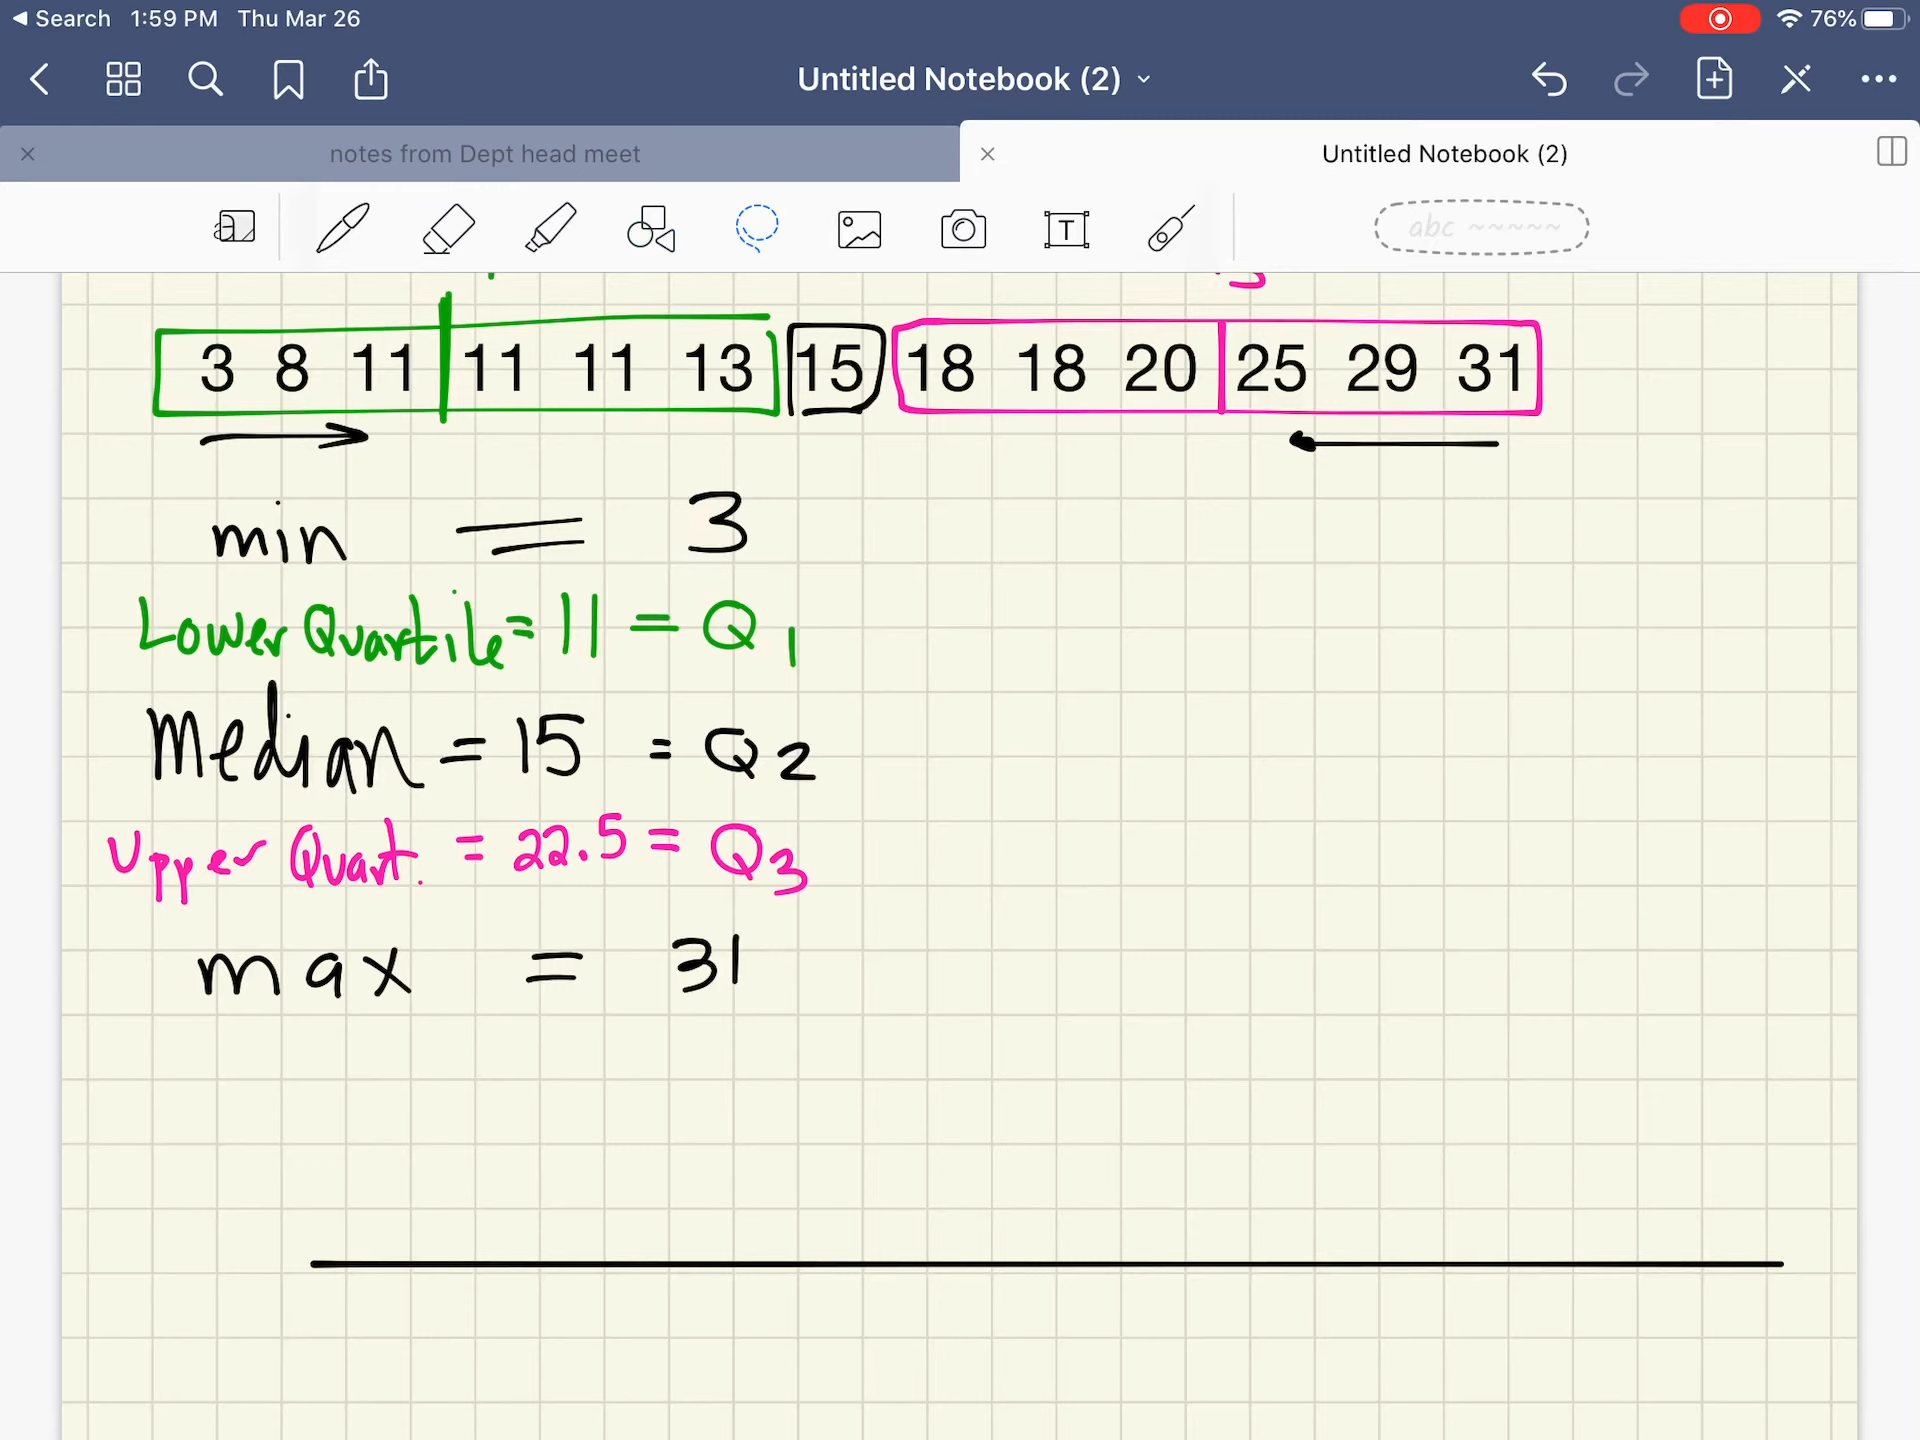 Search 1:59 PM Thu Mar 26 76%
Untitled Notebook (2)
notes from Dept head meet Untitled Notebook (2)
a T abc
3 8 11 11 11 13 15 18 18 20 25 29 31
min = 3
Lower Quartile = 11 = Q1
Median = 15 = Q2
Upper Quart. = 22.5 = Q3
max = 31